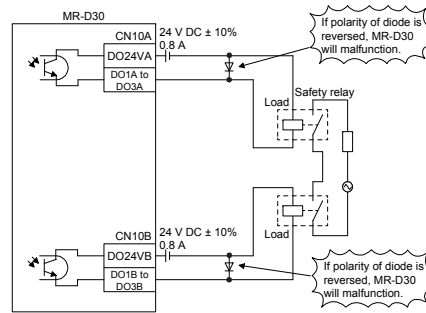 MR-D30
CN10A
24 V DC ± 10%
0.8 A
DO24VA
DO1A to
DO3A
If polarity of diode is
reversed, MR-D30
will malfunction.
Load
Safety relay
CN10B
24 V DC ± 10%
0.8 A
DO24VB
DO1B to
DO3B
Load
If polarity of diode is
reversed, MR-D30
will malfunction.